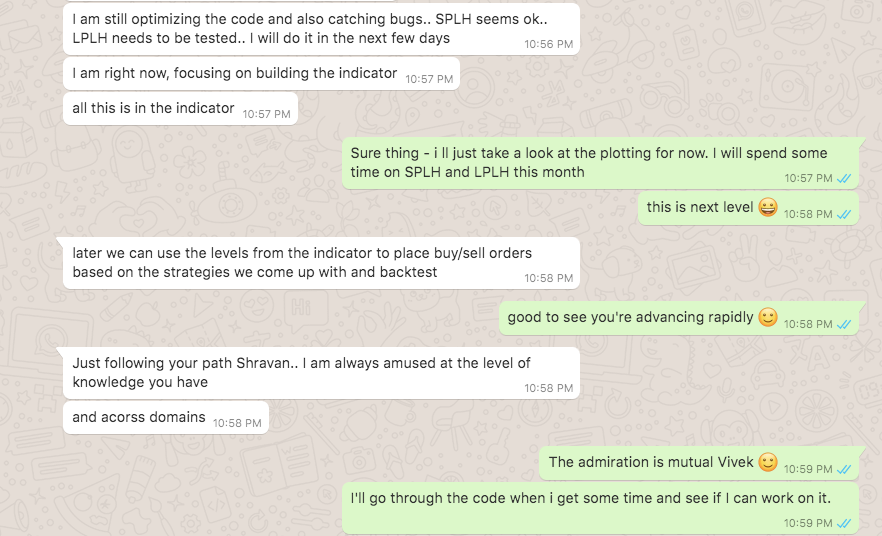 I am still optimizing the code and also catching bugs.. SPLH seems ok..
LPLH needs to be tested.. I will do it in the next few days
10:56 PM
I am right now, focusing on building the indicator
10:57 PM
all this is in the indicator
10:57 PM
Sure thing - i ll just take a look at the plotting for now. I will spend some
time on SPLH and LPLH this month
10:57 PM
this is next level 😀
10:58 PM
later we can use the levels from the indicator to place buy/sell orders
based on the strategies we come up with and backtest
10:58 PM
good to see you're advancing rapidly 🙂
10:58 PM
Just following your path Shravan.. I am always amused at the level of
knowledge you have
10:58 PM
and acorss domains
10:58 PM
The admiration is mutual Vivek 🙂
10:59 PM
I'll go through the code when i get some time and see if I can work on it.
10:59 PM